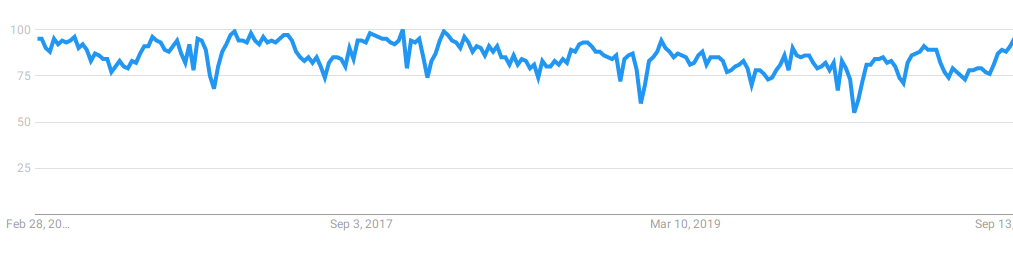 100
75
50
25
Feb 28, 20...
Sep 3, 2017
Mar 10, 2019
Sep 13,